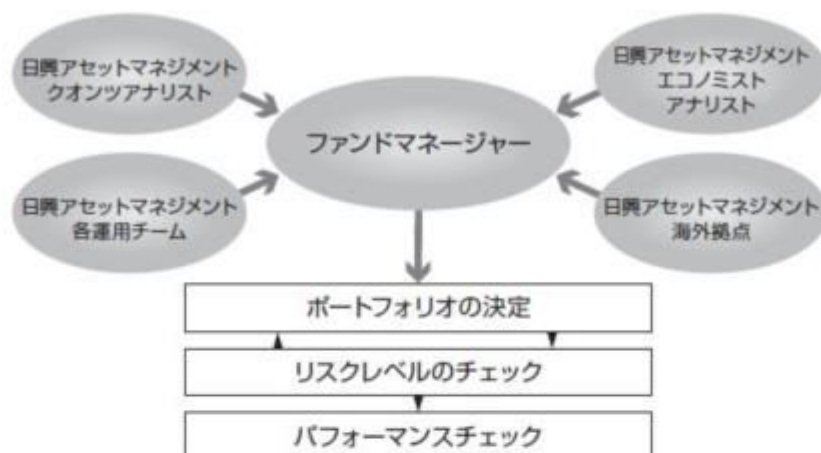 日興アセットマネジメント
クオンツアナリスト
日興アセットマネジメント
エコノミスト
アナリスト
ファンドマネージャー
日興アセットマネジメント
各運用チーム
日興アセットマネジメント
海外拠点
ポートフォリオの決定
リスクレベルのチェック
パフォーマンスチェック